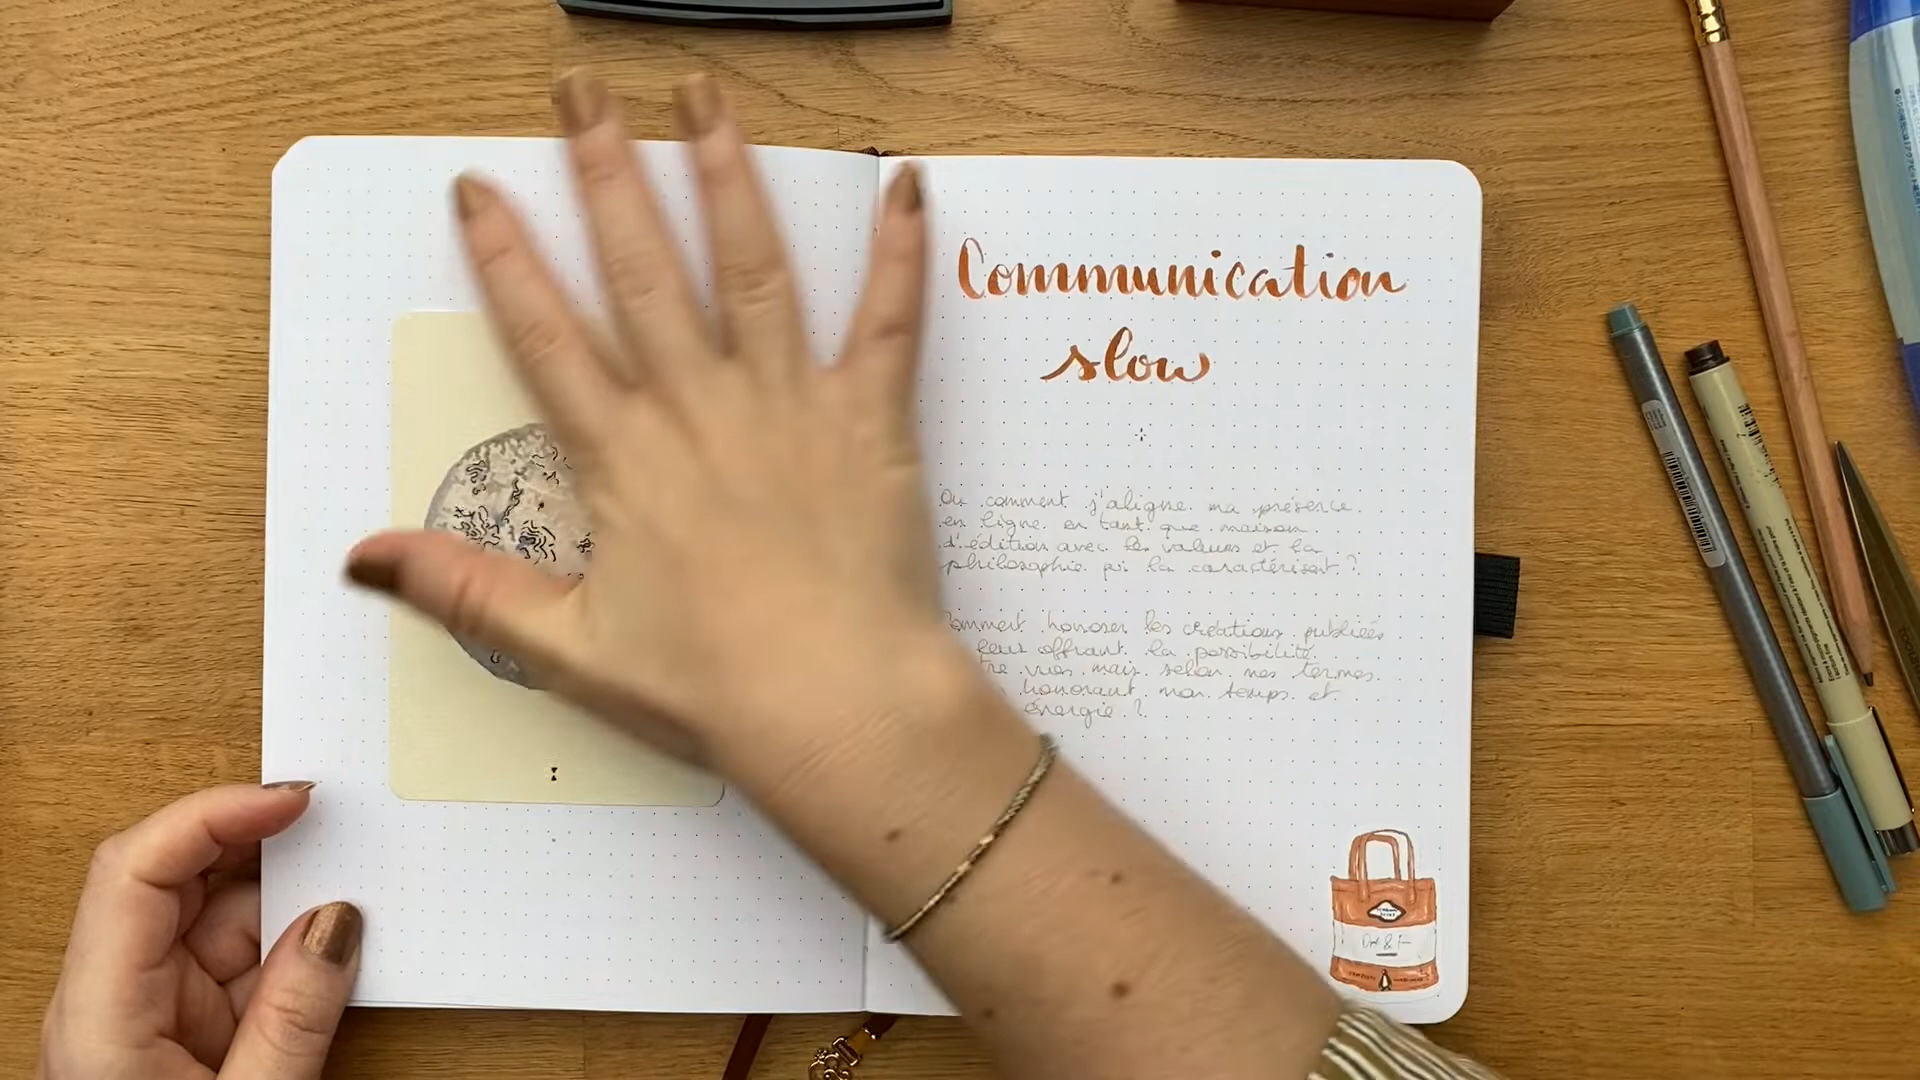 Communication
slow
Ou comment j'aligne ma présence
en ligne en tant que maison
d'édition avec les valeurs et la
philosophie qui la caractérisent ?
Comment honorer les créations publiées
leur offrant la possibilité
vues mais selon nos termes
honorant mon temps et
énergie ?